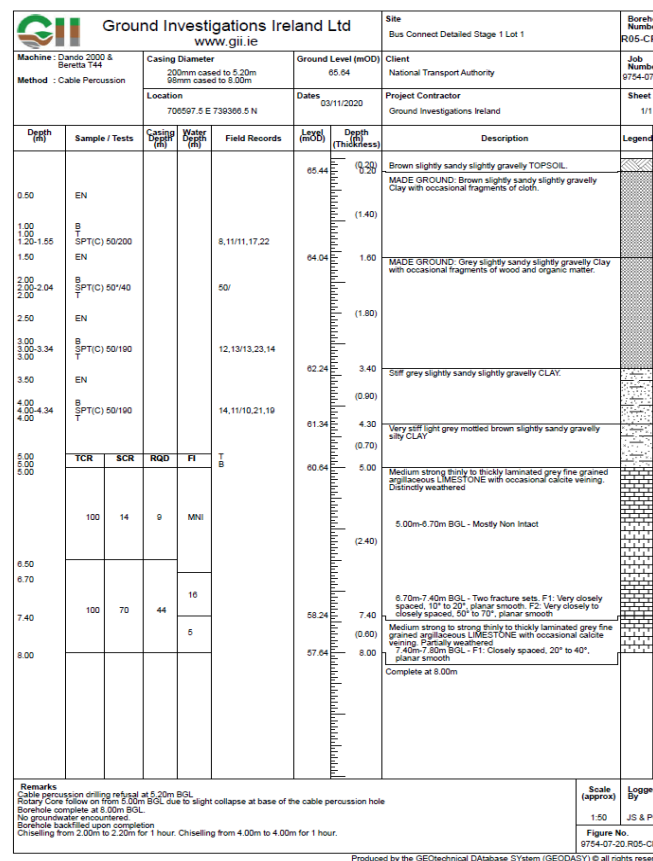 Ground Investigations Ireland Ltd
www.gii.ie
Site
Bus Connect Detailed Stage 1 Lot 1
Machine : Dando 2000 &
Beretta T44
Method : Cable Percussion
Casing Diameter
200mm cased to 5.20m
98mm cased to 8.00m
Ground Level (mOD)
65.64
Client
National Transport Authority
Job
Location
706597.5 E 739366.5 N
Dates
03/11/2020
Project Contractor
Ground Investigations Ireland
Sheet
1/1
Depth (m)
Sample / Tests
Casing Depth (m)
Water Depth (m)
Field Records
Level (mOD)
Depth (m) (Thickness)
Description
Legend
65.44 (0.20) 0.20 Brown slightly sandy slightly gravelly TOPSOIL.
MADE GROUND: Brown slightly sandy slightly gravelly
Clay with occasional fragments of cloth.
0.50 EN
(1.40)
1.00 B
1.00 T
1.20-1.55 SPT(C) 50/200 8,11/11,17,22
1.50 EN
64.04 1.60 MADE GROUND: Grey slightly sandy slightly gravelly Clay
with occasional fragments of wood and organic matter.
2.00 B
2.00-2.04 SPT(C) 50*/40 50/
2.00 T
2.50 EN
(1.80)
3.00 B
3.00-3.34 SPT(C) 50/190 12,13/13,23,14
3.00 T
62.24 3.40 Stiff grey slightly sandy slightly gravelly CLAY.
3.50 EN
(0.90)
4.00 B
4.00-4.34 SPT(C) 50/190 14,11/10,21,19
4.00 T
61.34 4.30 Very stiff light grey mottled brown slightly sandy gravelly
silty CLAY
(0.70)
5.00 TCR SCR RQD FI T
5.00 B
5.00
60.64 5.00 Medium strong thinly to thickly laminated grey fine grained
argillaceous LIMESTONE with occasional calcite veining.
Distinctly weathered
100 14 9 MNI
5.00m-6.70m BGL - Mostly Non Intact
(2.40)
6.50
6.70
100 70 44 16
6.70m-7.40m BGL - Two fracture sets. F1: Very closely
spaced, 10° to 20°, planar smooth. F2: Very closely to
closely spaced, 50° to 70°, planar smooth
7.40 58.24 7.40
5 (0.60) Medium strong to strong thinly to thickly laminated grey fine
grained argillaceous LIMESTONE with occasional calcite
veining. Partially weathered
7.40m-7.80m BGL - F1: Closely spaced, 20° to 40°,
planar smooth
8.00 57.64 8.00
Complete at 8.00m
Remarks
Cable percussion drilling refusal at 5.20m BGL
Rotary Core follow on from 5.00m BGL due to slight collapse at base of the cable percussion hole
Borehole complete at 8.00m BGL.
No groundwater encountered.
Borehole backfilled upon completion
Chiselling from 2.00m to 2.20m for 1 hour. Chiselling from 4.00m to 4.00m for 1 hour.
Scale (approx)
1:50
By
JS & P
Figure No.
Produced by the GEOtechnical DAtabase SYstem (GEODASY) © all rights